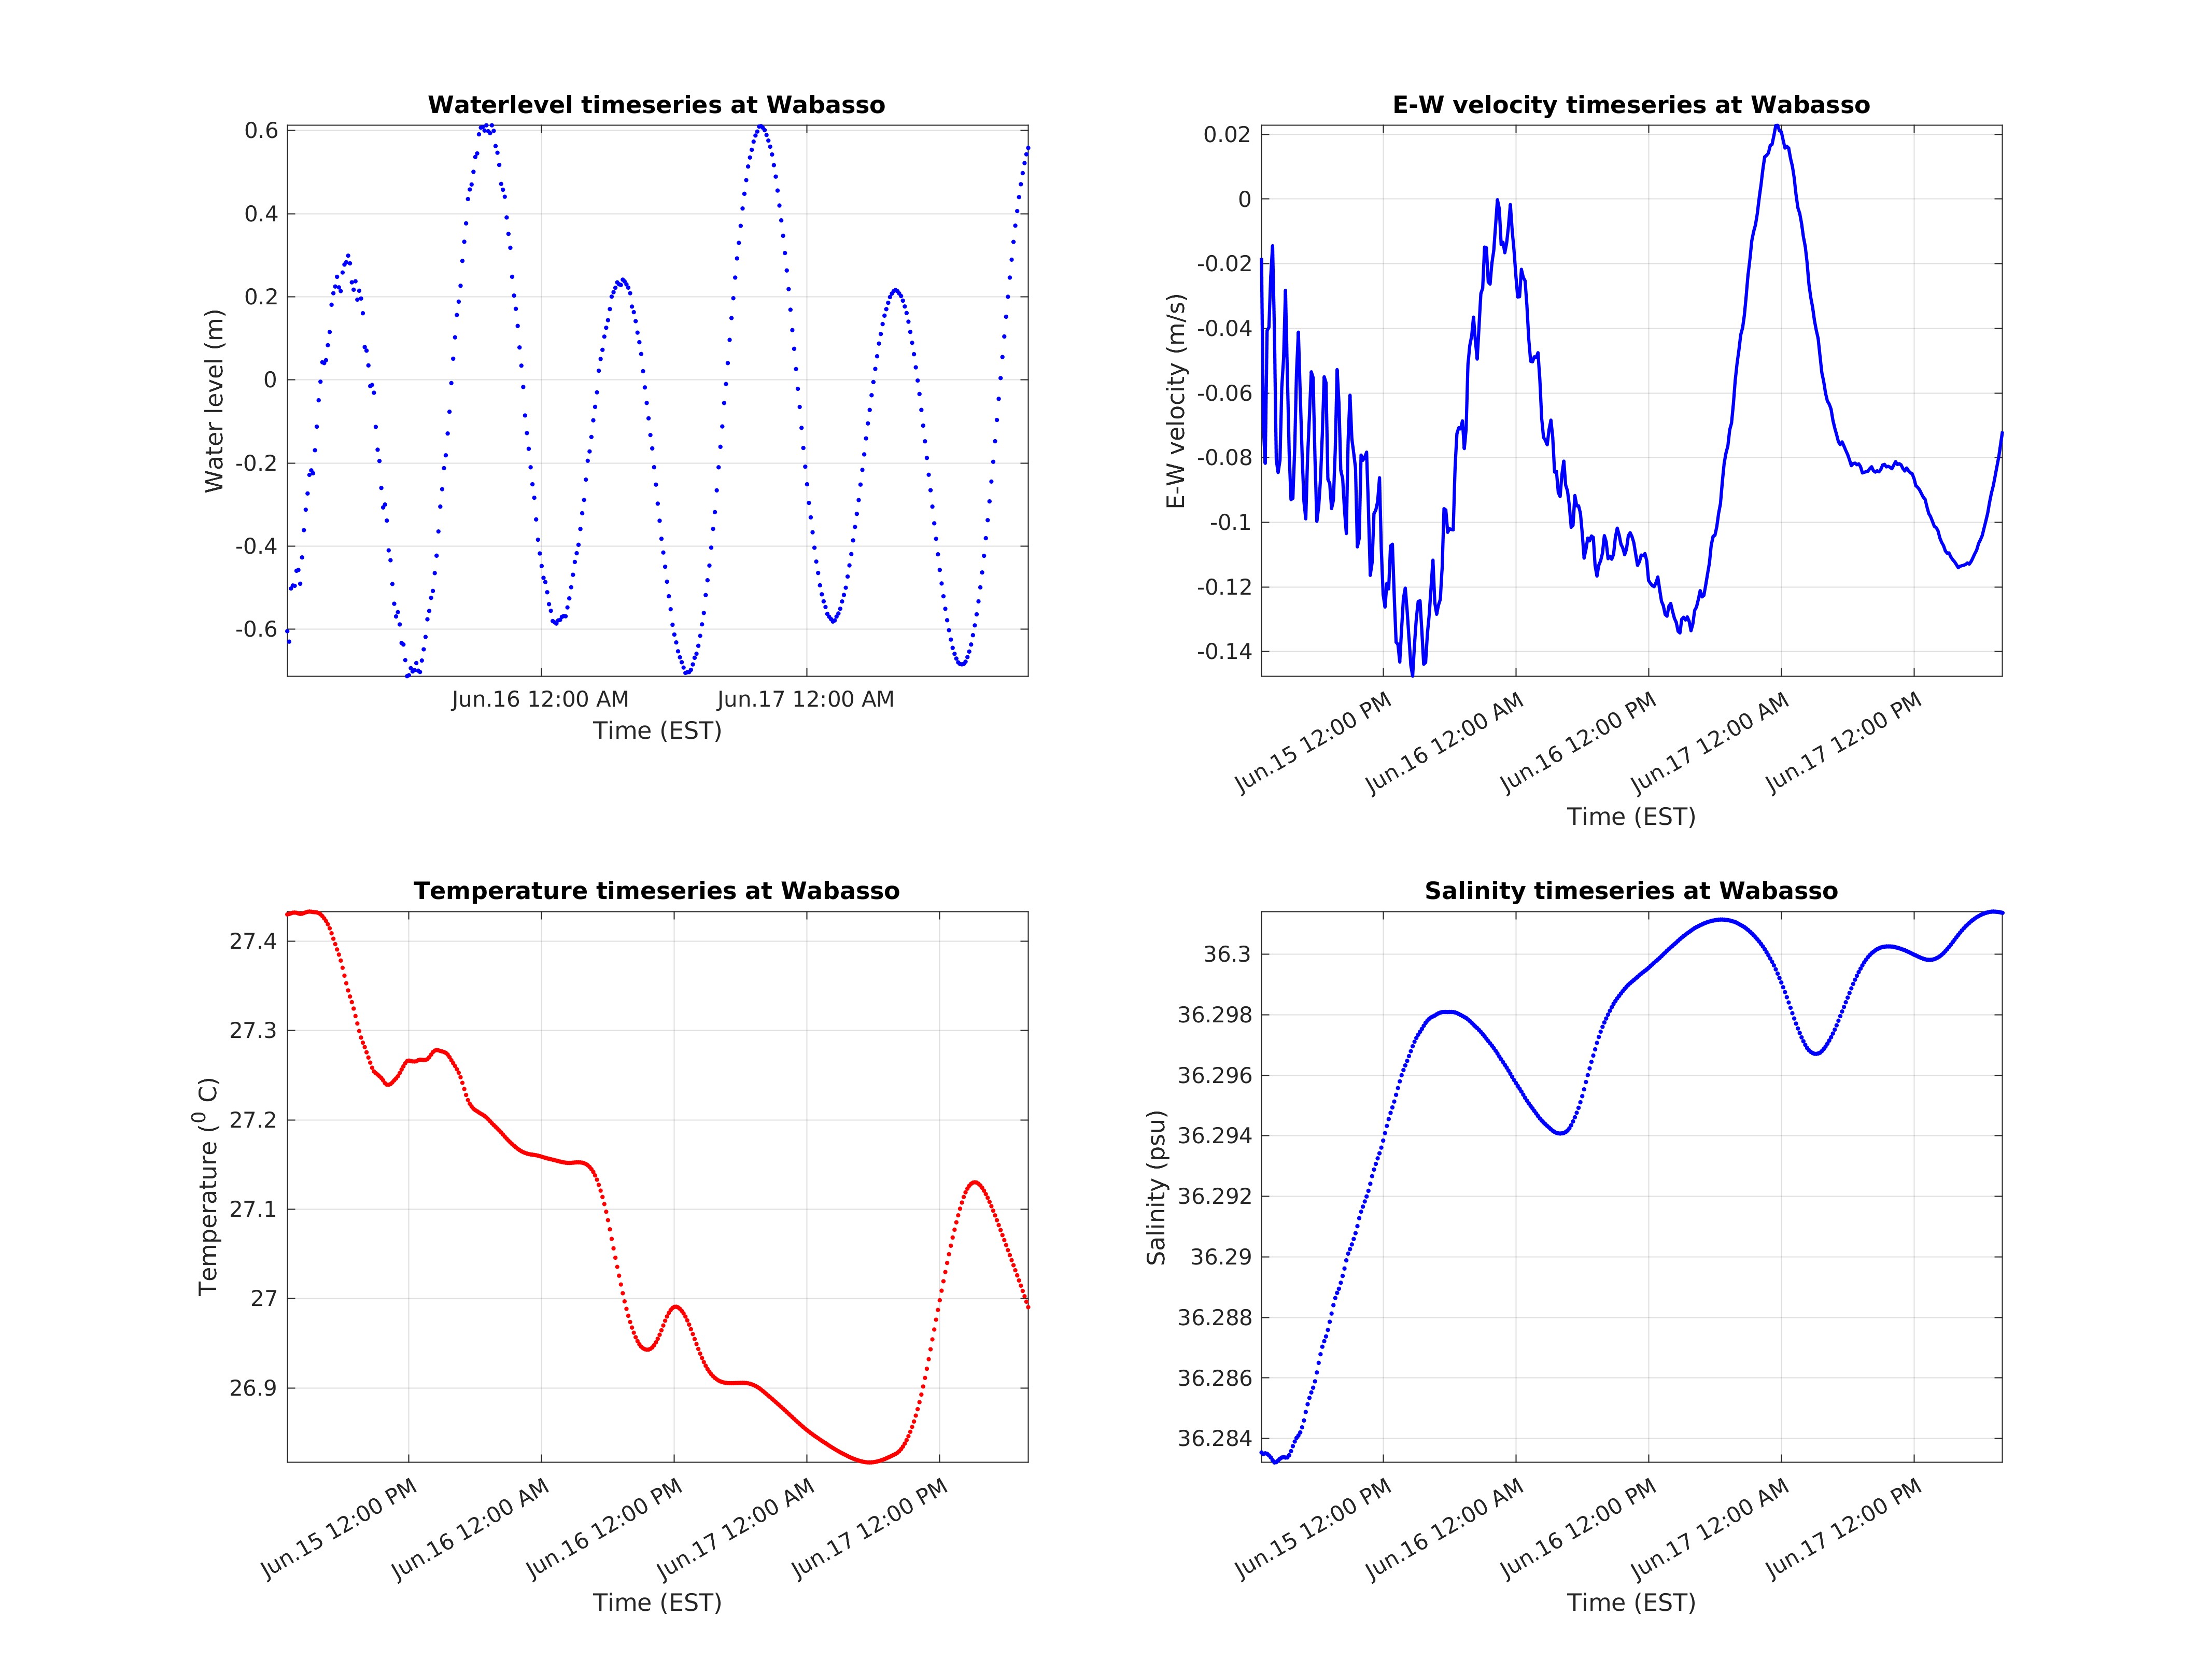 Waterlevel timeseries at Wabasso
0.6
0.4
0.2
0
-0.2
-0.4
-0.6
Water level (m)
Jun.16 12:00 AM
Jun.17 12:00 AM
Time (EST)
E-W velocity timeseries at Wabasso
0.02
0
-0.02
-0.04
-0.06
-0.08
-0.1
-0.12
-0.14
E-W velocity (m/s)
Jun.15 12:00 PM
Jun.16 12:00 AM
Jun.16 12:00 PM
Jun.17 12:00 AM
Jun.17 12:00 PM
Time (EST)
Temperature timeseries at Wabasso
27.4
27.3
27.2
27.1
27
26.9
Temperature (⁰ C)
Jun.15 12:00 PM
Jun.16 12:00 AM
Jun.16 12:00 PM
Jun.17 12:00 AM
Jun.17 12:00 PM
Time (EST)
Salinity timeseries at Wabasso
36.3
36.298
36.296
36.294
36.292
36.29
36.288
36.286
36.284
Salinity (psu)
Jun.15 12:00 PM
Jun.16 12:00 AM
Jun.16 12:00 PM
Jun.17 12:00 AM
Jun.17 12:00 PM
Time (EST)